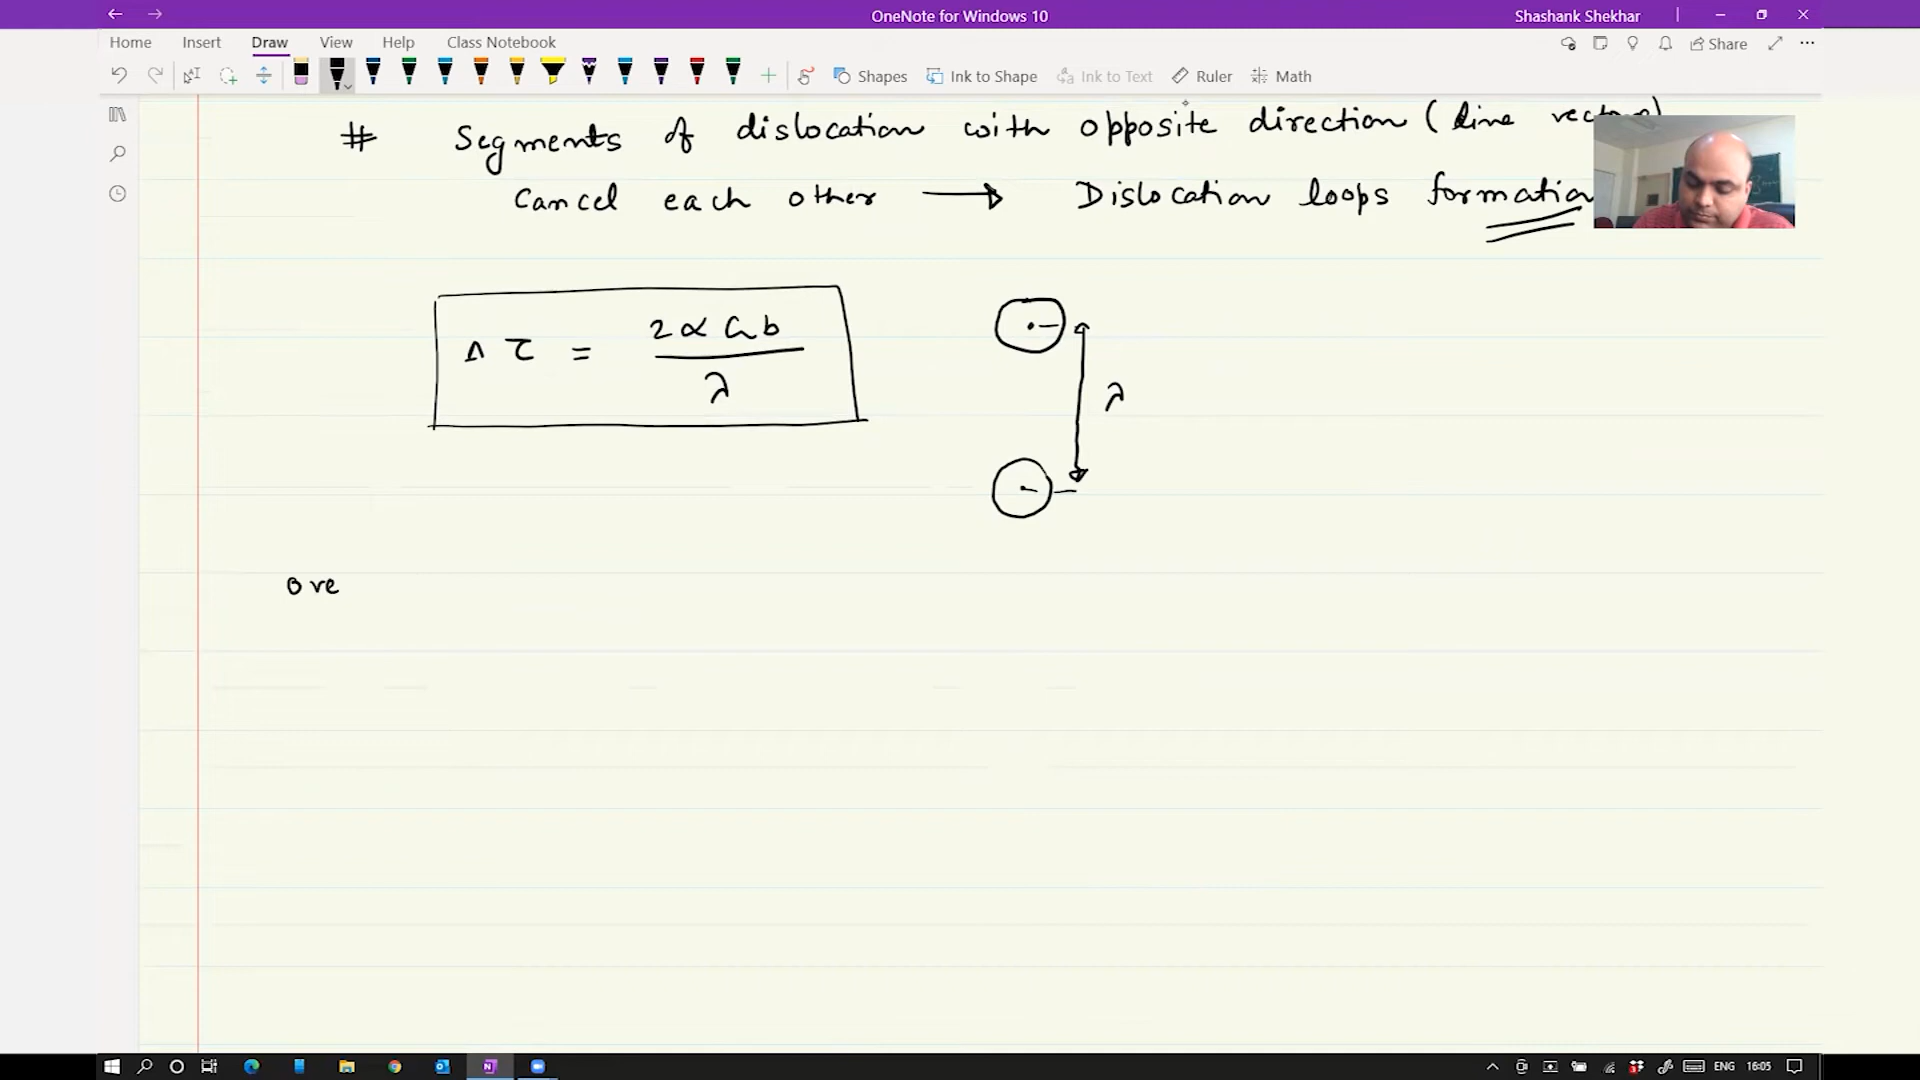 OneNote for Windows 10
Shashank Shekhar
Home Insert Draw View Help Class Notebook
Share
Shapes Ink to Shape Ink to Text Ruler Math
# Segments of dislocation with opposite direction (line
Cancel each other → Dislocation loops formation
Δτ = 2αGb / λ
λ
ore
ENG 16:05